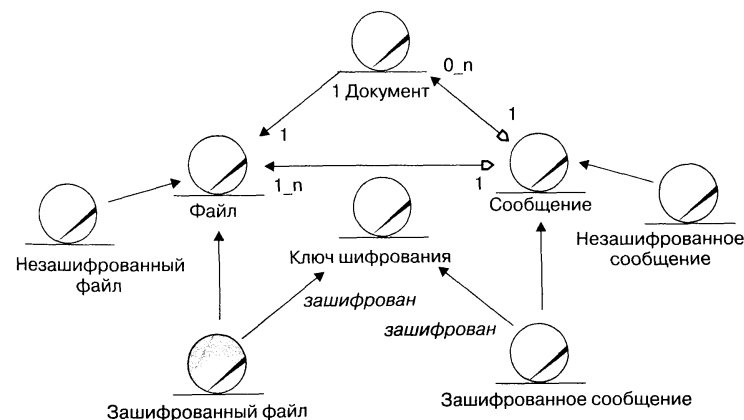 0_n
1 Документ
1
1
1_n
1
Файл
Сообщение
Незашифрованный
файл
Ключ шифрования
Незашифрованное
сообщение
зашифрован
зашифрован
Зашифрованный файл
Зашифрованное сообщение